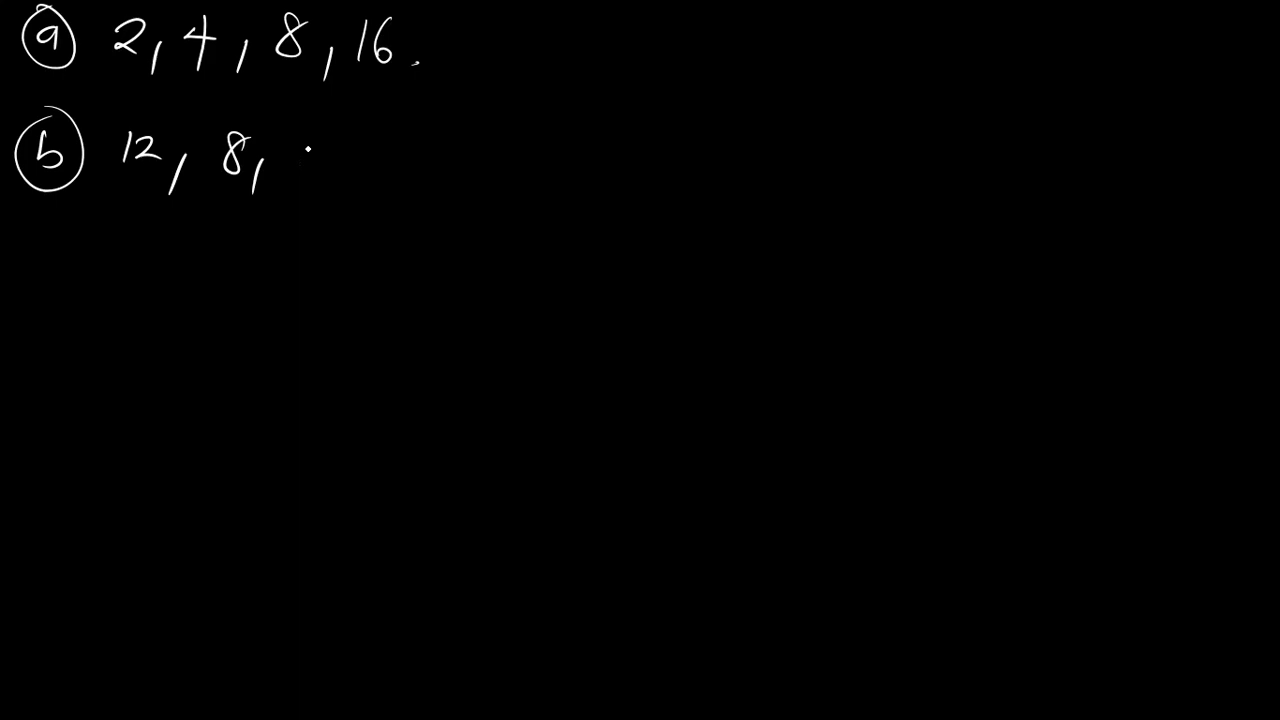 (a) 2, 4, 8, 16.
(b) 12, 8,